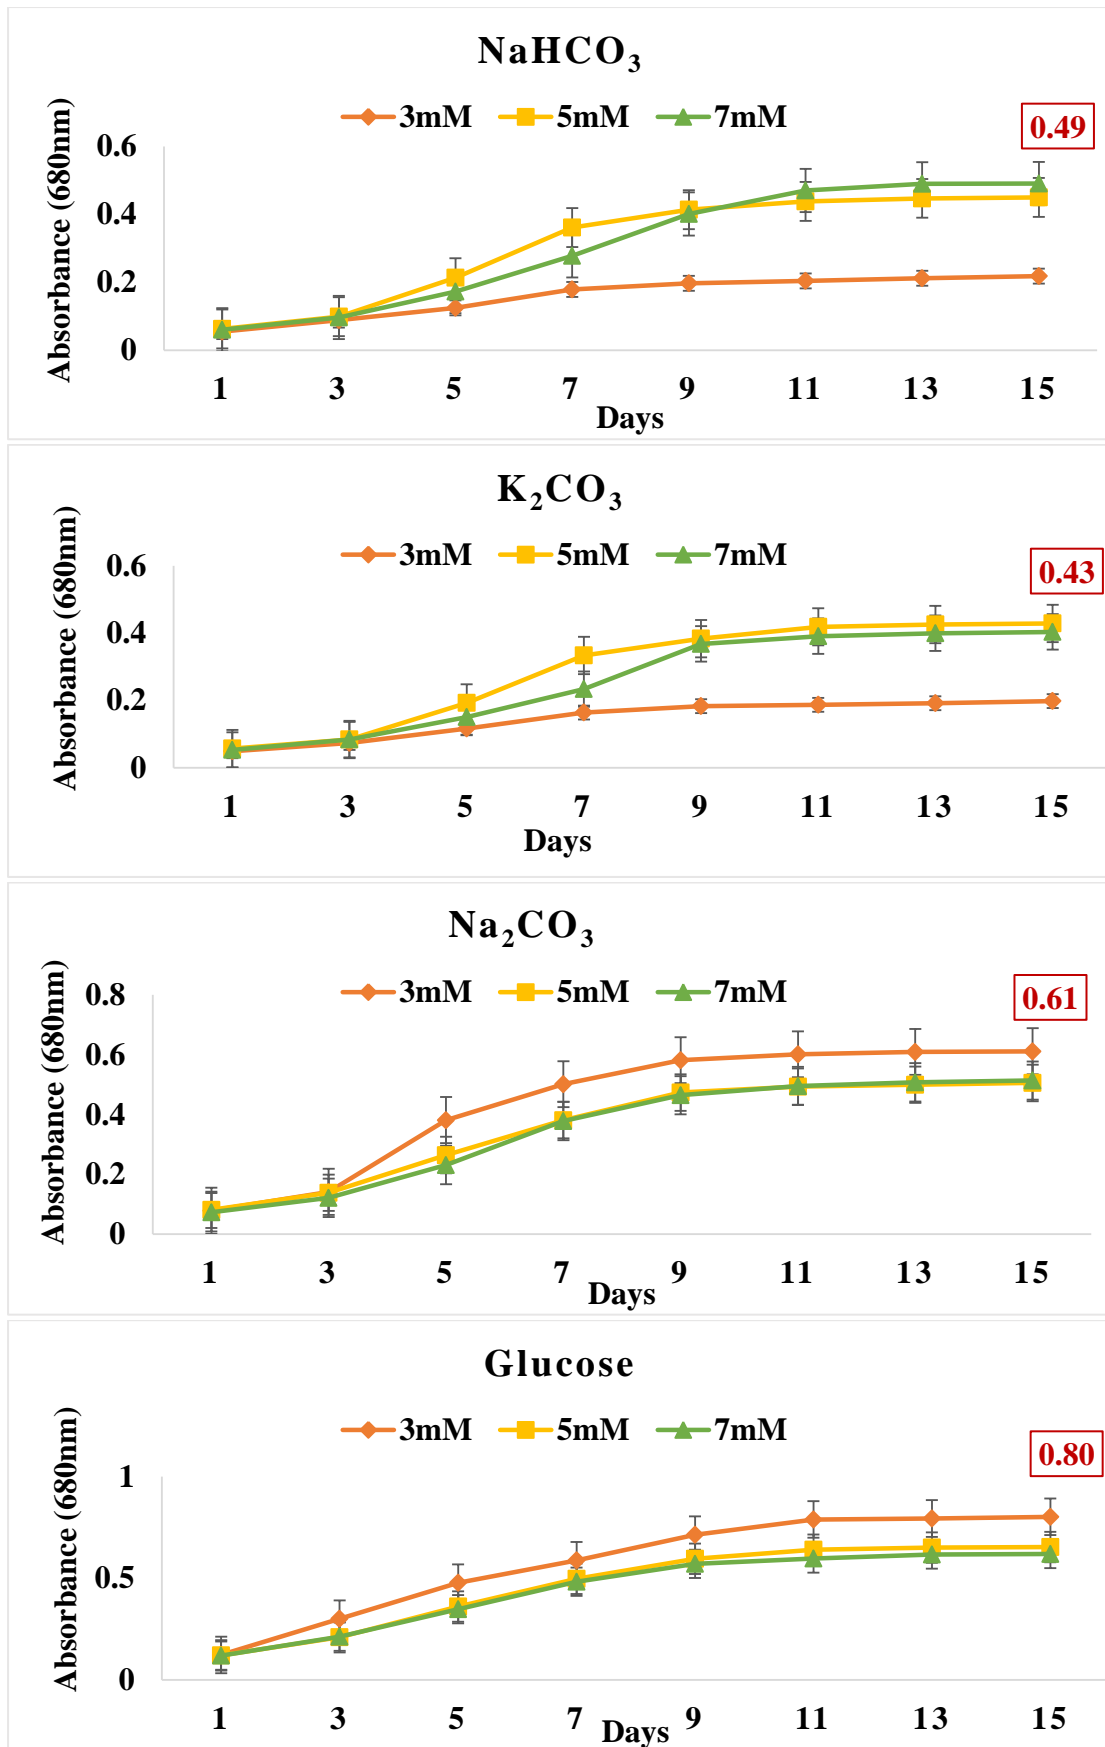 NaHCO₃
3mM 5mM 7mM
0.49
Absorbance (680nm)
0.6
0.4
0.2
0
1 3 5 7 9 11 13 15
Days
K₂CO₃
3mM 5mM 7mM
0.43
Absorbance (680nm)
0.6
0.4
0.2
0
1 3 5 7 9 11 13 15
Days
Na₂CO₃
3mM 5mM 7mM
0.61
Absorbance (680nm)
0.8
0.6
0.4
0.2
0
1 3 5 7 9 11 13 15
Days
Glucose
3mM 5mM 7mM
0.80
Absorbance (680nm)
1
0.5
0
1 3 5 7 9 11 13 15
Days